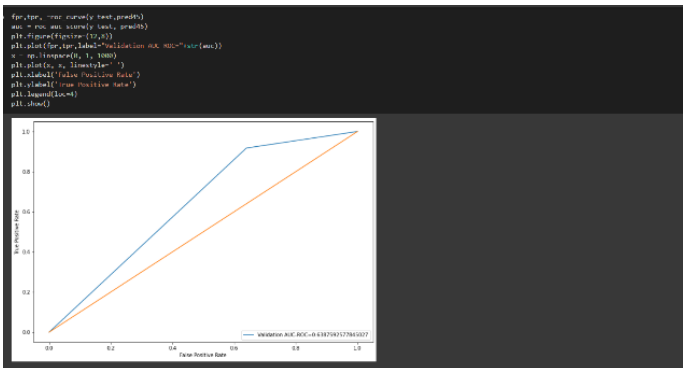 fpr,tpr,_ =roc_curve(y_test,pred45)
auc = roc_auc_score(y_test, pred45)
plt.figure(figsize=(12,8))
plt.plot(fpr,tpr,label="Validation AUC-ROC="+str(auc))
x = np.linspace(0, 1, 1000)
plt.plot(x, x, linestyle='-')
plt.xlabel('False Positive Rate')
plt.ylabel('True Positive Rate')
plt.legend(loc=4)
plt.show()
1.0
0.8
0.6
0.4
0.2
0.0
True Positive Rate
Validation AUC-ROC=
0.0 0.2 0.4 0.6 0.8 1.0
False Positive Rate